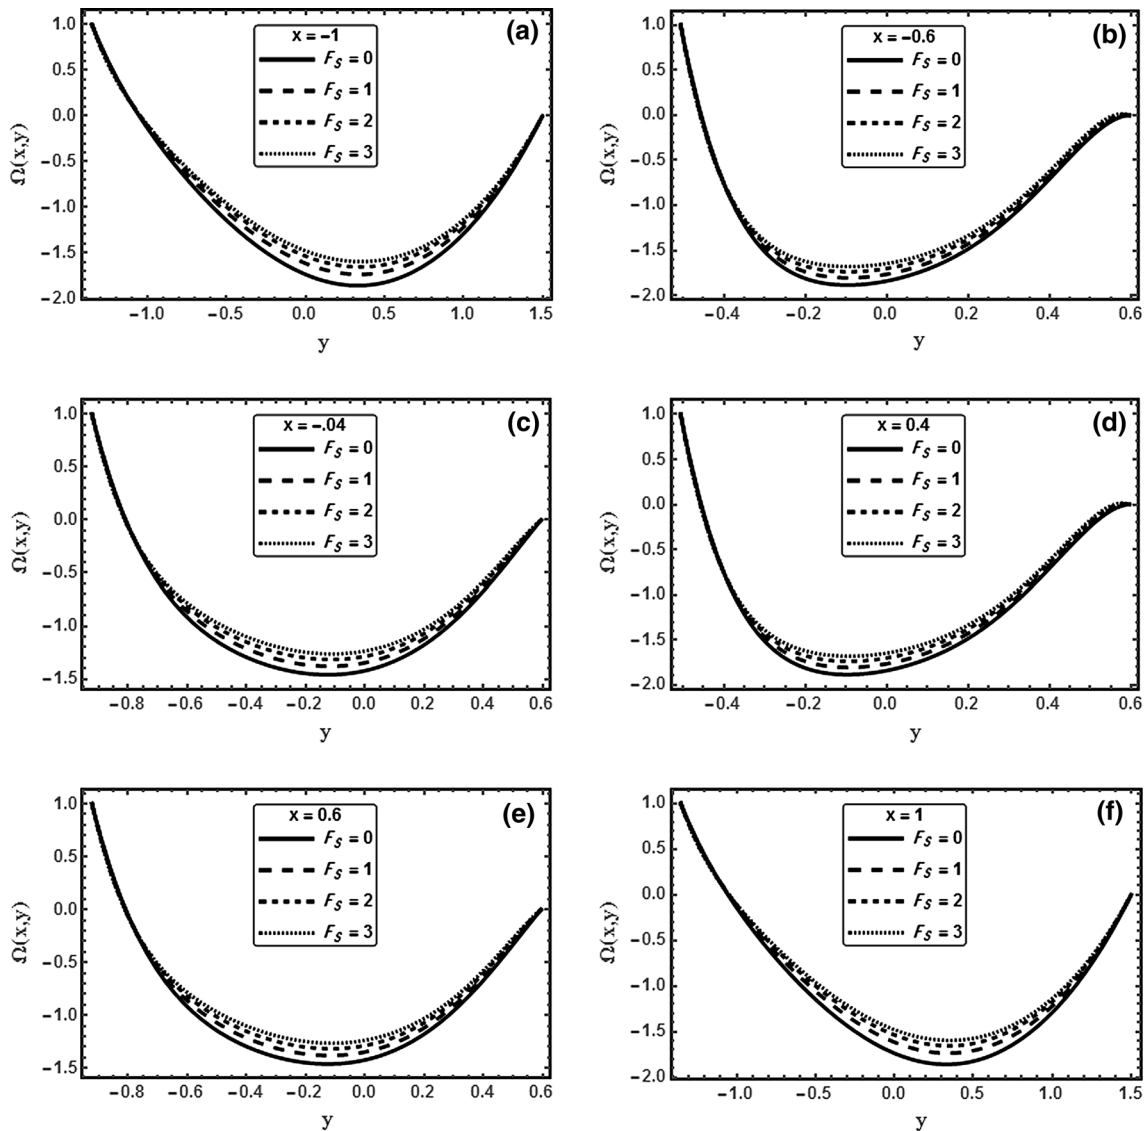 (a)
x = −1
F_S = 0
F_S = 1
F_S = 2
F_S = 3
1.0
0.5
0.0
−0.5
−1.0
−1.5
−2.0
Ω(x,y)
−1.0 −0.5 0.0 0.5 1.0 1.5
y
(b)
x = −0.6
F_S = 0
F_S = 1
F_S = 2
F_S = 3
1.0
0.5
0.0
−0.5
−1.0
−1.5
−2.0
Ω(x,y)
−0.4 −0.2 0.0 0.2 0.4 0.6
y
(c)
x = −.04
F_S = 0
F_S = 1
F_S = 2
F_S = 3
1.0
0.5
0.0
−0.5
−1.0
−1.5
Ω(x,y)
−0.8 −0.6 −0.4 −0.2 0.0 0.2 0.4 0.6
y
(d)
x = 0.4
F_S = 0
F_S = 1
F_S = 2
F_S = 3
1.0
0.5
0.0
−0.5
−1.0
−1.5
−2.0
Ω(x,y)
−0.4 −0.2 0.0 0.2 0.4 0.6
y
(e)
x = 0.6
F_S = 0
F_S = 1
F_S = 2
F_S = 3
1.0
0.5
0.0
−0.5
−1.0
−1.5
Ω(x,y)
−0.8 −0.6 −0.4 −0.2 0.0 0.2 0.4 0.6
y
(f)
x = 1
F_S = 0
F_S = 1
F_S = 2
F_S = 3
1.0
0.5
0.0
−0.5
−1.0
−1.5
−2.0
Ω(x,y)
−1.0 −0.5 0.0 0.5 1.0 1.5
y